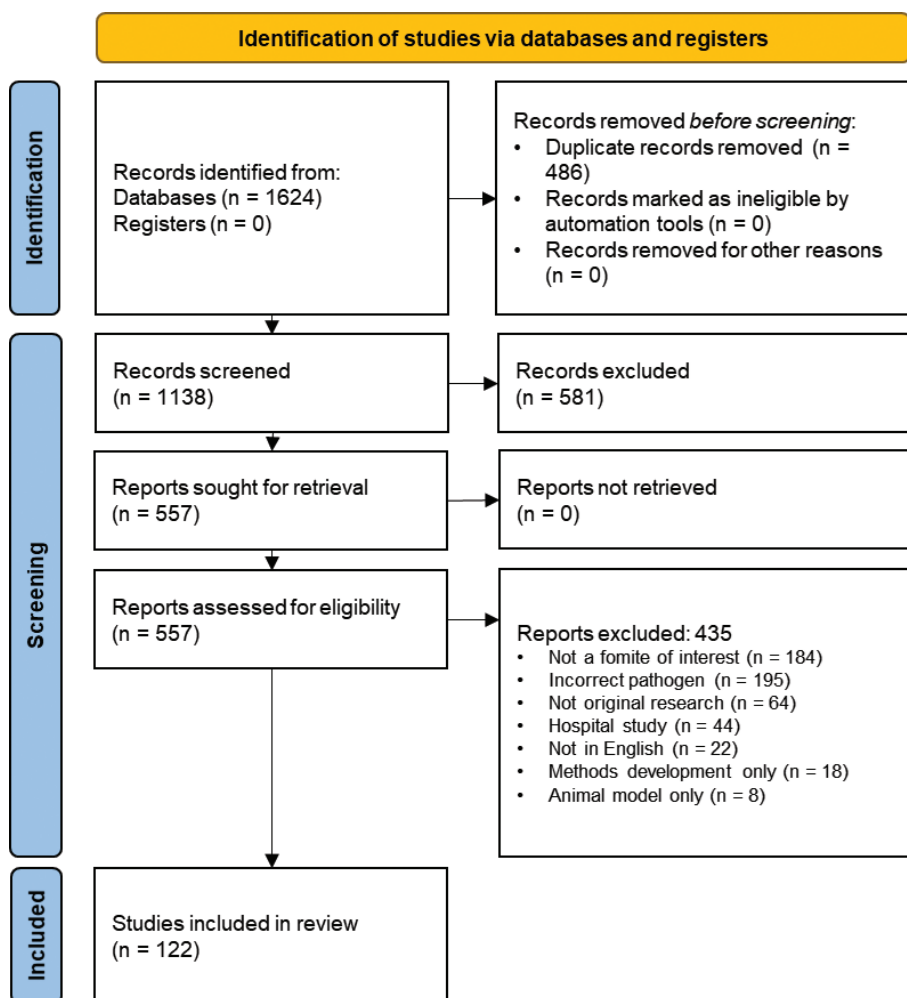 Identification of studies via databases and registers
Identification
Records identified from:
Databases (n = 1624)
Registers (n = 0)
Records removed before screening:
• Duplicate records removed (n =
486)
• Records marked as ineligible by
automation tools (n = 0)
• Records removed for other reasons
(n = 0)
Screening
Records screened
(n = 1138)
Records excluded
(n = 581)
Reports sought for retrieval
(n = 557)
Reports not retrieved
(n = 0)
Reports assessed for eligibility
(n = 557)
Reports excluded: 435
• Not a fomite of interest (n = 184)
• Incorrect pathogen (n = 195)
• Not original research (n = 64)
• Hospital study (n = 44)
• Not in English (n = 22)
• Methods development only (n = 18)
• Animal model only (n = 8)
Included
Studies included in review
(n = 122)